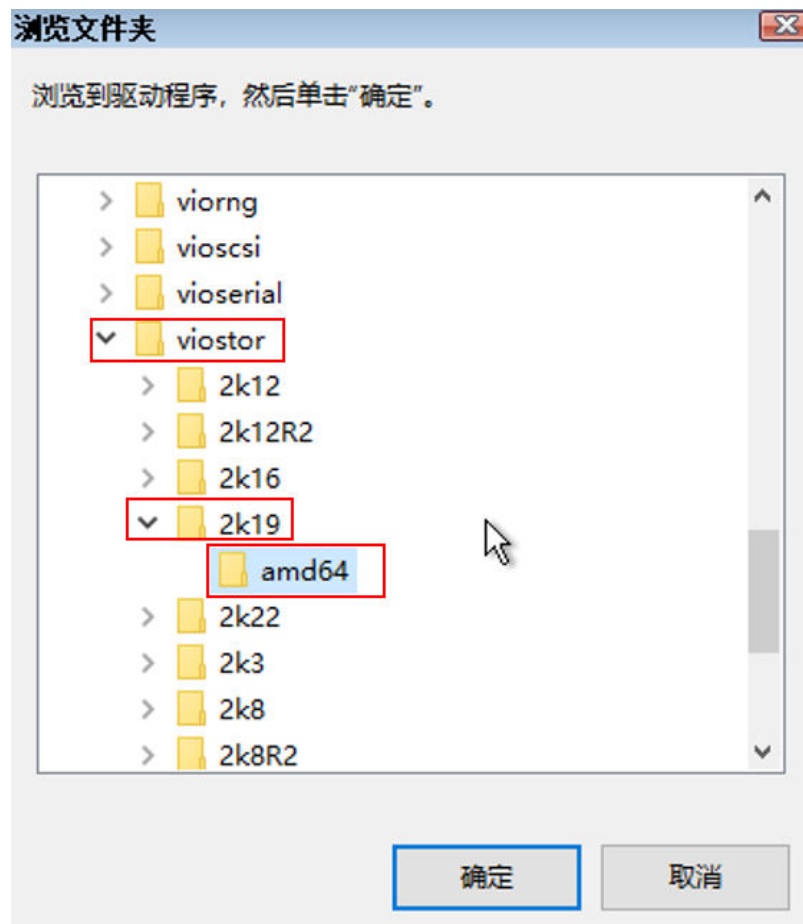 浏览文件夹
浏览到驱动程序，然后单击“确定”。
viorng
vioscsi
vioserial
viostor
2k12
2k12R2
2k16
2k19
amd64
2k22
2k3
2k8
2k8R2
确定
取消